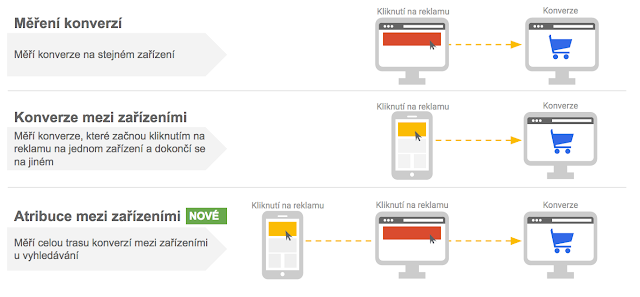 Měření konverzí
Měří konverze na stejném zařízení
Kliknutí na reklamu
Konverze
Konverze mezi zařízeními
Měří konverze, které začnou kliknutím na
reklamu na jednom zařízení a dokončí se
na jiném
Kliknutí na reklamu
Konverze
Atribuce mezi zařízeními NOVÉ
Měří celou trasu konverzí mezi zařízeními
u vyhledávání
Kliknutí na reklamu
Kliknutí na reklamu
Konverze